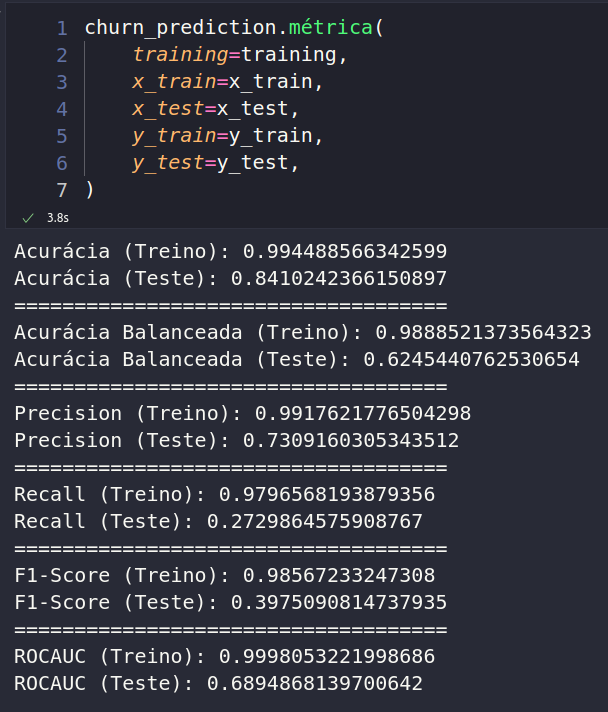 1 churn_prediction.métrica(
2 training=training,
3 x_train=x_train,
4 x_test=x_test,
5 y_train=y_train,
6 y_test=y_test,
7 )
✓ 3.8s
Acurácia (Treino): 0.994488566342599
Acurácia (Teste): 0.8410242366150897
====================================
Acurácia Balanceada (Treino): 0.9888521373564323
Acurácia Balanceada (Teste): 0.6245440762530654
====================================
Precision (Treino): 0.9917621776504298
Precision (Teste): 0.7309160305343512
====================================
Recall (Treino): 0.9796568193879356
Recall (Teste): 0.2729864575908767
====================================
F1-Score (Treino): 0.98567233247308
F1-Score (Teste): 0.3975090814737935
====================================
ROCAUC (Treino): 0.9998053221998686
ROCAUC (Teste): 0.6894868139700642